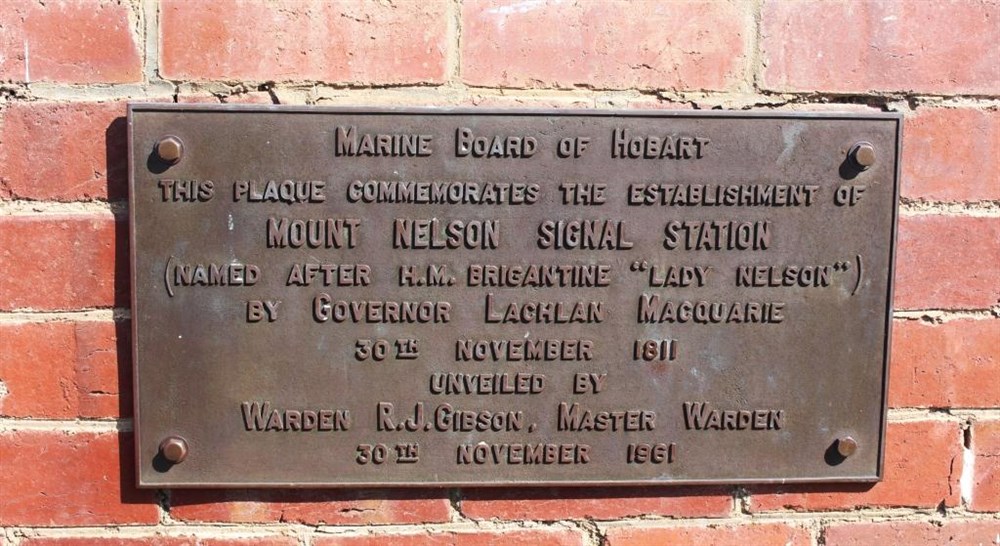 MARINE BOARD OF HOBART
THIS PLAQUE COMMEMORATES THE ESTABLISHMENT OF
MOUNT NELSON SIGNAL STATION
(NAMED AFTER H.M. BRIGANTINE "LADY NELSON")
BY GOVERNOR LACHLAN MACQUARIE
30TH NOVEMBER 1811
UNVEILED BY
WARDEN R.J. GIBSON, MASTER WARDEN
30TH NOVEMBER 1961